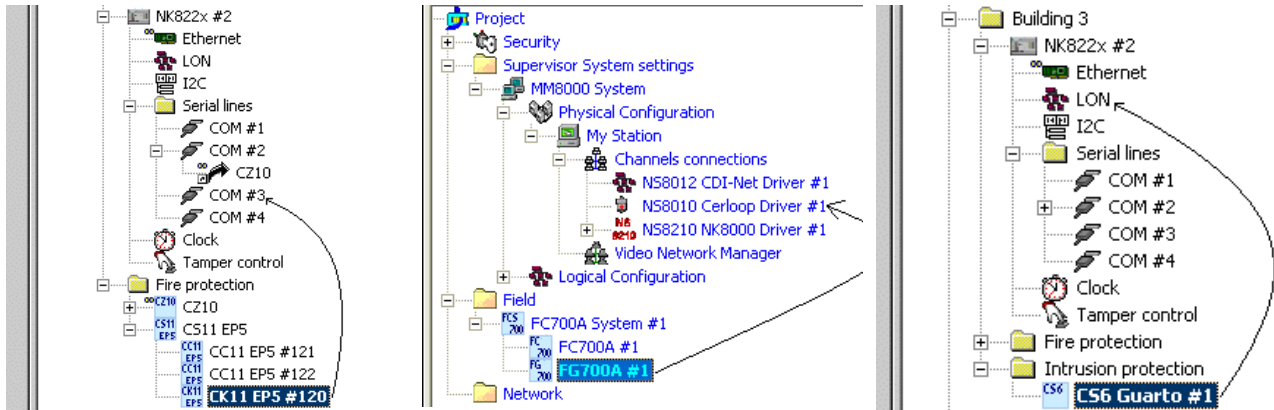 NK822x #2
Ethernet
LON
I2C
Serial lines
COM #1
COM #2
CZ10
COM #3
COM #4
Clock
Tamper control
Fire protection
CZ10 CZ10
CS11 EP5 CS11 EP5
CC11 EP5 CC11 EP5 #121
CC11 EP5 CC11 EP5 #122
CK11 EP5 CK11 EP5 #120
Project
Security
Supervisor System settings
MM8000 System
Physical Configuration
My Station
Channels connections
NS8012 CDI-Net Driver #1
NS8010 Cerloop Driver #1
NS 8210 NS8210 NK8000 Driver #1
Video Network Manager
Logical Configuration
Field
FCS 700 FC700A System #1
FC 700 FC700A #1
FG 700 FG700A #1
Network
Building 3
NK822x #2
Ethernet
LON
I2C
Serial lines
COM #1
COM #2
COM #3
COM #4
Clock
Tamper control
Fire protection
Intrusion protection
CS6 CS6 Guarto #1